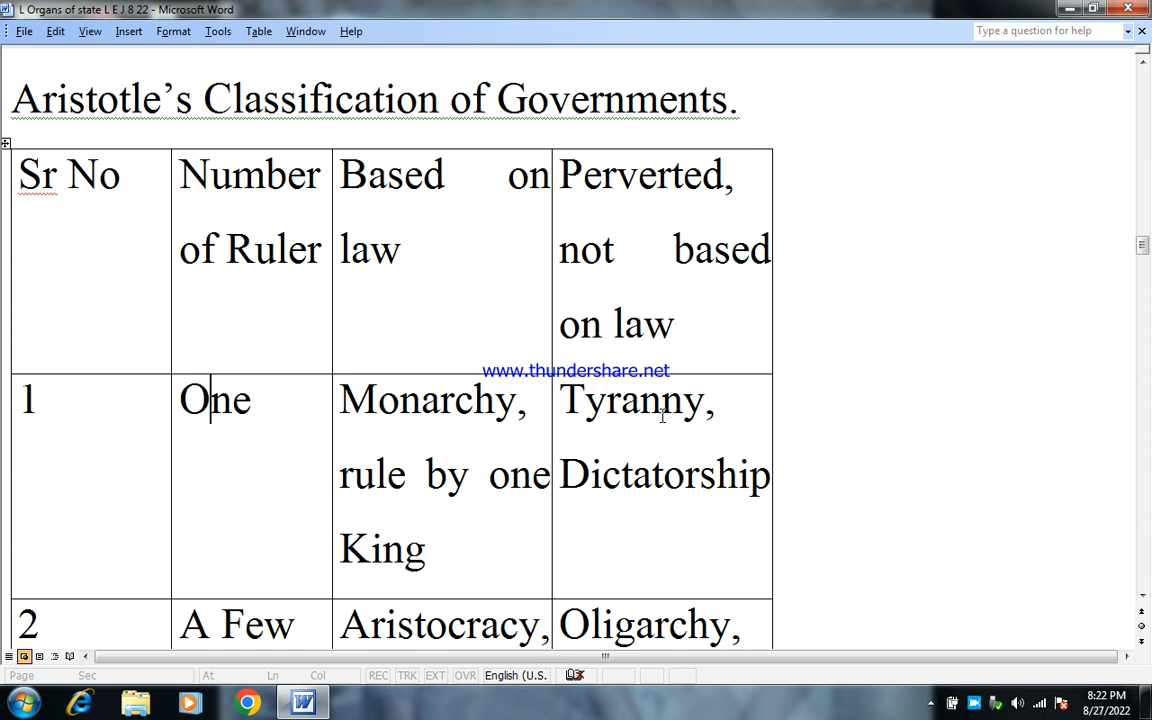 L Organs of state L E J 8 22 - Microsoft Word
File Edit View Insert Format Tools Table Window Help
Type a question for help
Aristotle’s Classification of Governments.
Sr No
Number
of Ruler
Based on
law
Perverted,
not based
on law
www.thundershare.net
1
One
Monarchy,
rule by one
King
Tyranny,
Dictatorship
2
A Few
Aristocracy,
Oligarchy,
Page Sec At Ln Col REC TRK EXT OVR English (U.S.
8:22 PM
8/27/2022